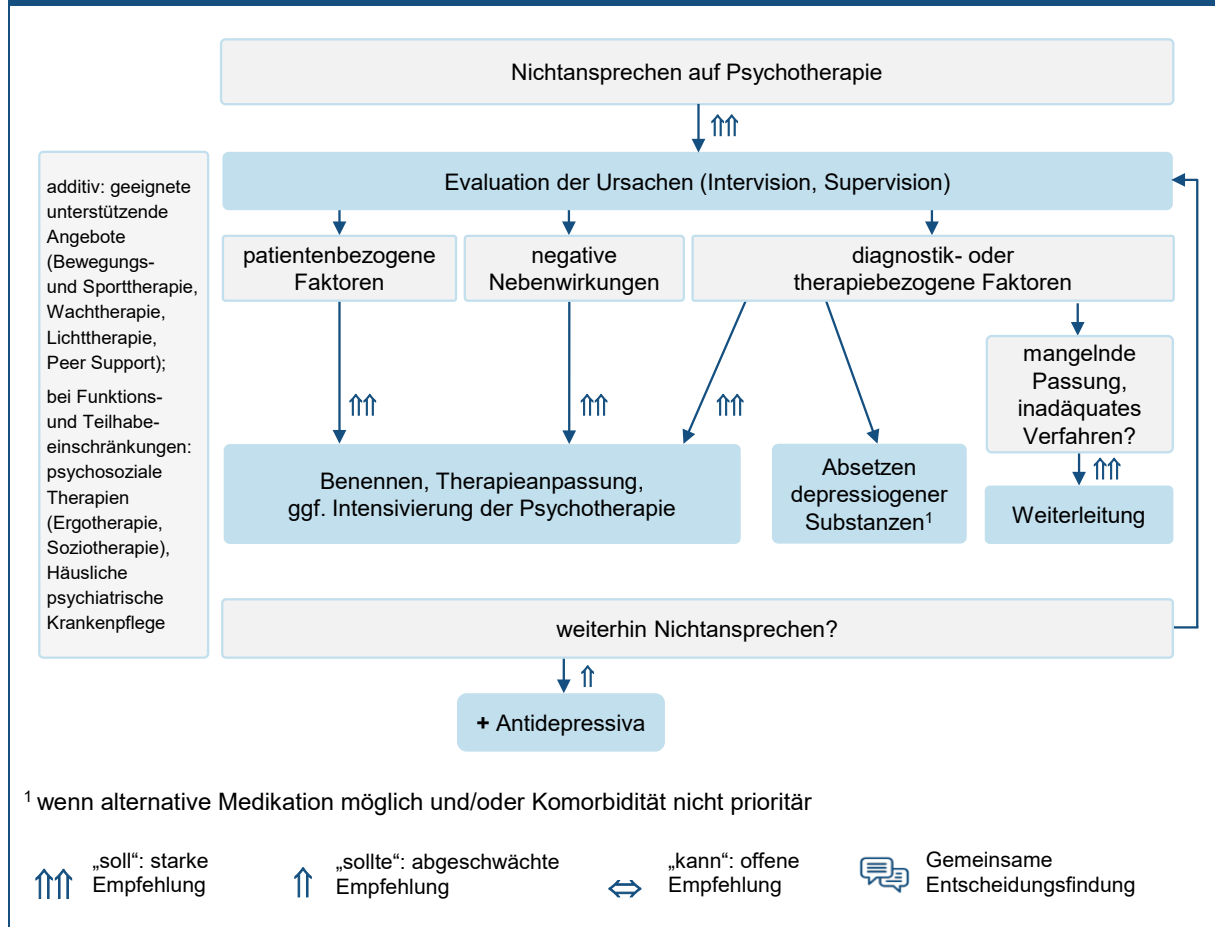 Nichtansprechen auf Psychotherapie
⇑⇑
Evaluation der Ursachen (Intervision, Supervision)
additiv: geeignete
unterstützende
Angebote
(Bewegungs-
und Sporttherapie,
Wachtherapie,
Lichttherapie,
Peer Support);
bei Funktions-
und Teilhabe-
einschränkungen:
psychosoziale
Therapien
(Ergotherapie,
Soziotherapie),
Häusliche
psychiatrische
Krankenpflege
patientenbezogene
Faktoren
negative
Nebenwirkungen
diagnostik- oder
therapiebezogene Faktoren
mangelnde
Passung,
inadäquates
Verfahren?
⇑⇑
⇑⇑
⇑⇑
⇑⇑
Benennen, Therapieanpassung,
ggf. Intensivierung der Psychotherapie
Absetzen
depressiogener
Substanzen¹
Weiterleitung
weiterhin Nichtansprechen?
⇑
+ Antidepressiva
¹ wenn alternative Medikation möglich und/oder Komorbidität nicht prioritär
⇑⇑ „soll“: starke
Empfehlung
⇑ „sollte“: abgeschwächte
Empfehlung
⇔ „kann“: offene
Empfehlung
Gemeinsame
Entscheidungsfindung